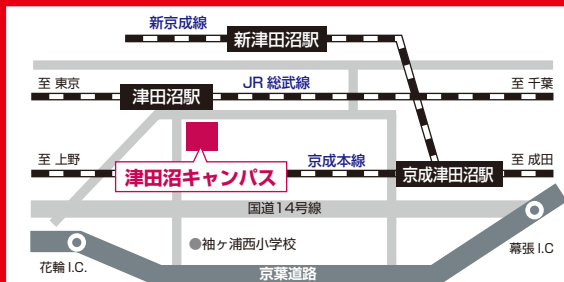 新京成線
新津田沼駅
至 東京
JR 総武線
至 千葉
津田沼駅
至 上野
京成本線
至 成田
津田沼キャンパス
京成津田沼駅
国道14号線
●袖ヶ浦西小学校
幕張 I.C
花輪 I.C.
京葉道路